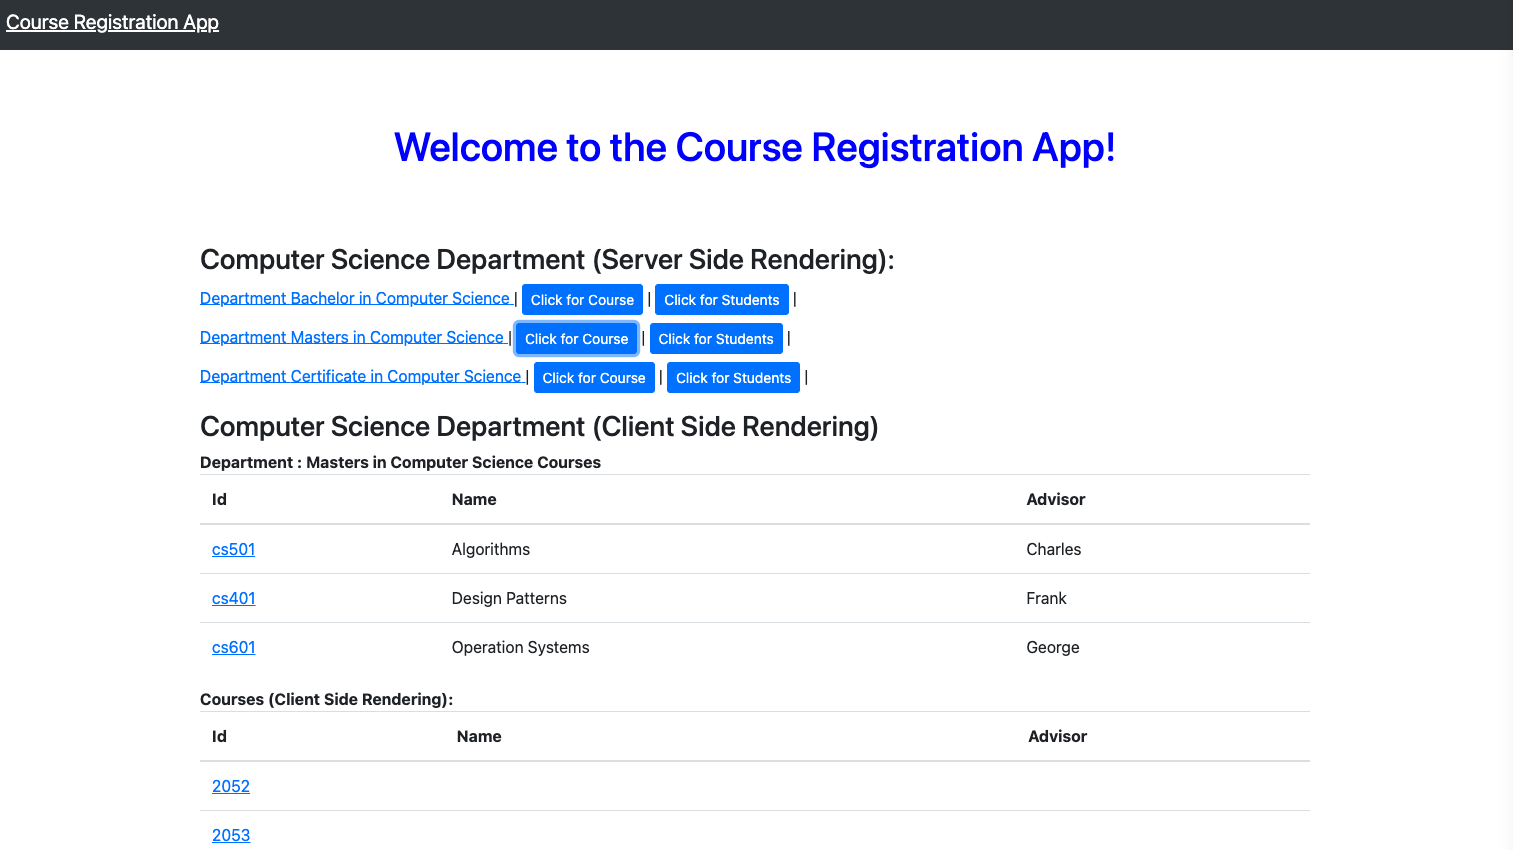 Course Registration App
Welcome to the Course Registration App!
Computer Science Department (Server Side Rendering):
Department Bachelor in Computer Science | Click for Course | Click for Students |
Department Masters in Computer Science | Click for Course | Click for Students |
Department Certificate in Computer Science | Click for Course | Click for Students |
Computer Science Department (Client Side Rendering)
Department : Masters in Computer Science Courses
Id Name Advisor
cs501 Algorithms Charles
cs401 Design Patterns Frank
cs601 Operation Systems George
Courses (Client Side Rendering):
Id Name Advisor
2052
2053